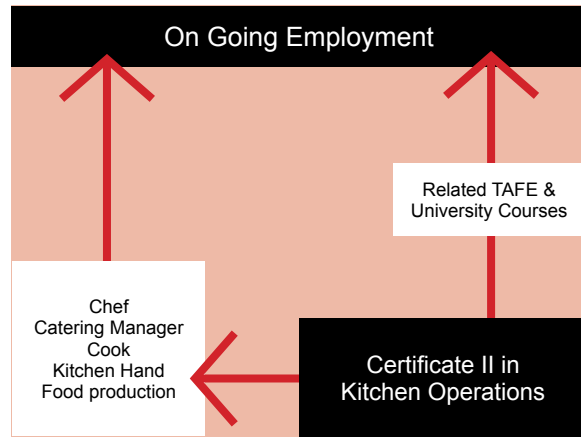 On Going Employment
Related TAFE &
University Courses
Chef
Catering Manager
Cook
Kitchen Hand
Food production
Certificate II in
Kitchen Operations